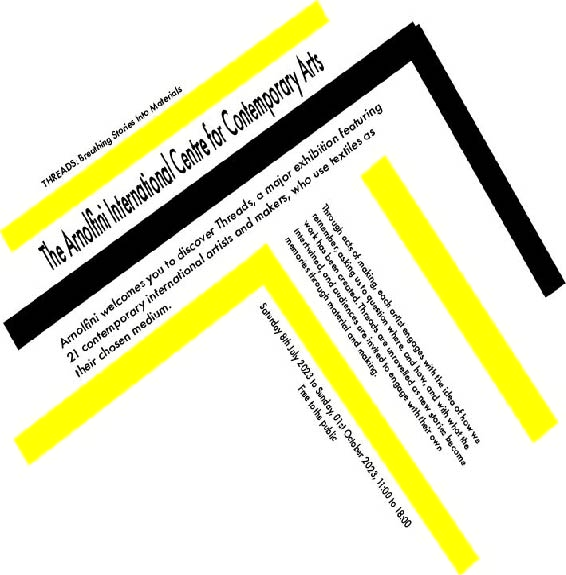 THREADS. Breathing Stories Into Materials
The Arnolfini International Centre for Contemporary Arts
Arnolfini welcomes you to discover Threads, a major exhibition featuring
21 contemporary international artists and makers, who use textiles as
their chosen medium.
Through acts of making, each artist engages with the idea of how we
remember, asking us to question where, and how, and with what the
work has been created. Threads are unravelled as new stories become
intertwined, and audiences are invited to engage with their own
memories through material and making.
Saturday 8th July 2023 to Sunday, 01st October 2023, 11:00 to 18:00
Free to the public